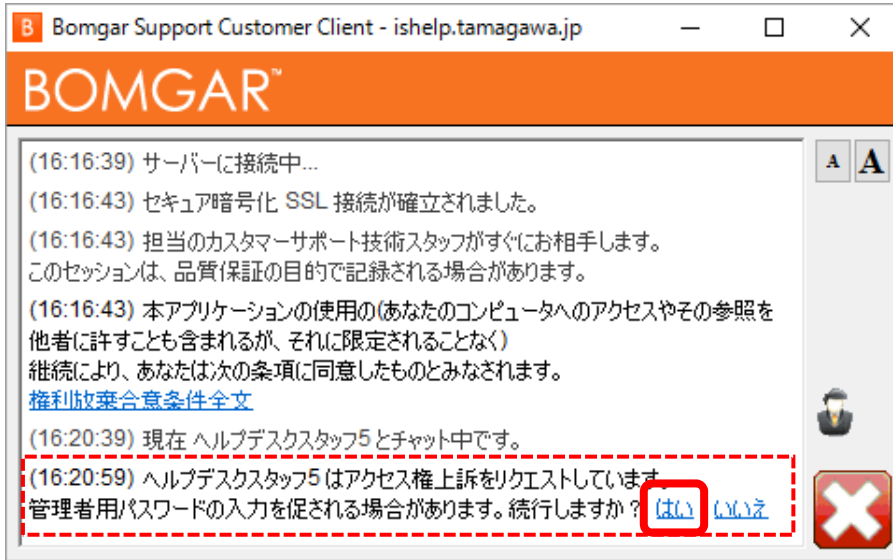 B Bomgar Support Customer Client - ishelp.tamagawa.jp
BOMGAR™
(16:16:39) サーバーに接続中...
(16:16:43) セキュア暗号化 SSL 接続が確立されました。
(16:16:43) 担当のカスタマーサポート技術スタッフがすぐにお相手します。
このセッションは、品質保証の目的で記録される場合があります。
(16:16:43) 本アプリケーションの使用の(あなたのコンピュータへのアクセスやその参照を
他者に許すことも含まれるが、それに限定されることなく)
継続により、あなたは次の条項に同意したものとみなされます。
権利放棄合意条件全文
(16:20:39) 現在 ヘルプデスクスタッフ5 とチャット中です。
(16:20:59) ヘルプデスクスタッフ5 はアクセス権上訴をリクエストしています。
管理者用パスワードの入力を促される場合があります。続行しますか? はい いいえ
A A